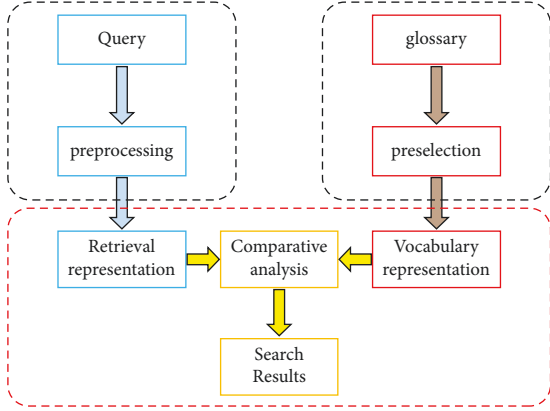 Query
glossary
preprocessing
preselection
Retrieval
representation
Comparative
analysis
Vocabulary
representation
Search
Results